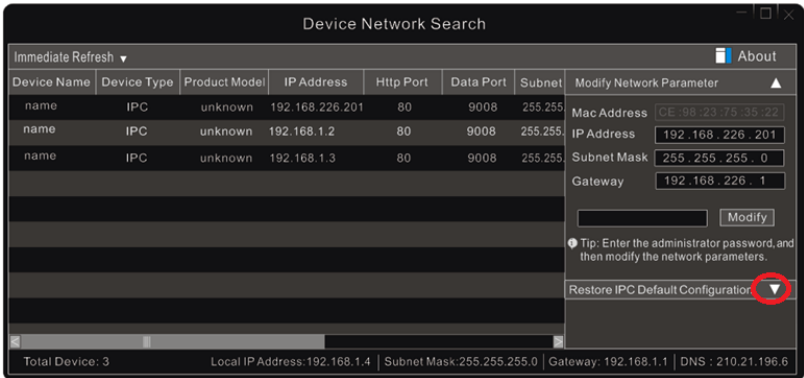 Device Network Search
Immediate Refresh
About
Device Name Device Type Product Model IP Address Http Port Data Port Subnet
name IPC unknown 192.168.226.201 80 9008 255.255
name IPC unknown 192.168.1.2 80 9008 255.255.
name IPC unknown 192.168.1.3 80 9008 255.255.
Modify Network Parameter
Mac Address CE:98:23:75:35:22
IP Address 192.168.226.201
Subnet Mask 255.255.255.0
Gateway 192.168.226.1
Modify
Tip: Enter the administrator password, and
then modify the network parameters.
Restore IPC Default Configuration
Total Device: 3 Local IP Address:192.168.1.4 Subnet Mask:255.255.255.0 Gateway: 192.168.1.1 DNS : 210.21.196.6